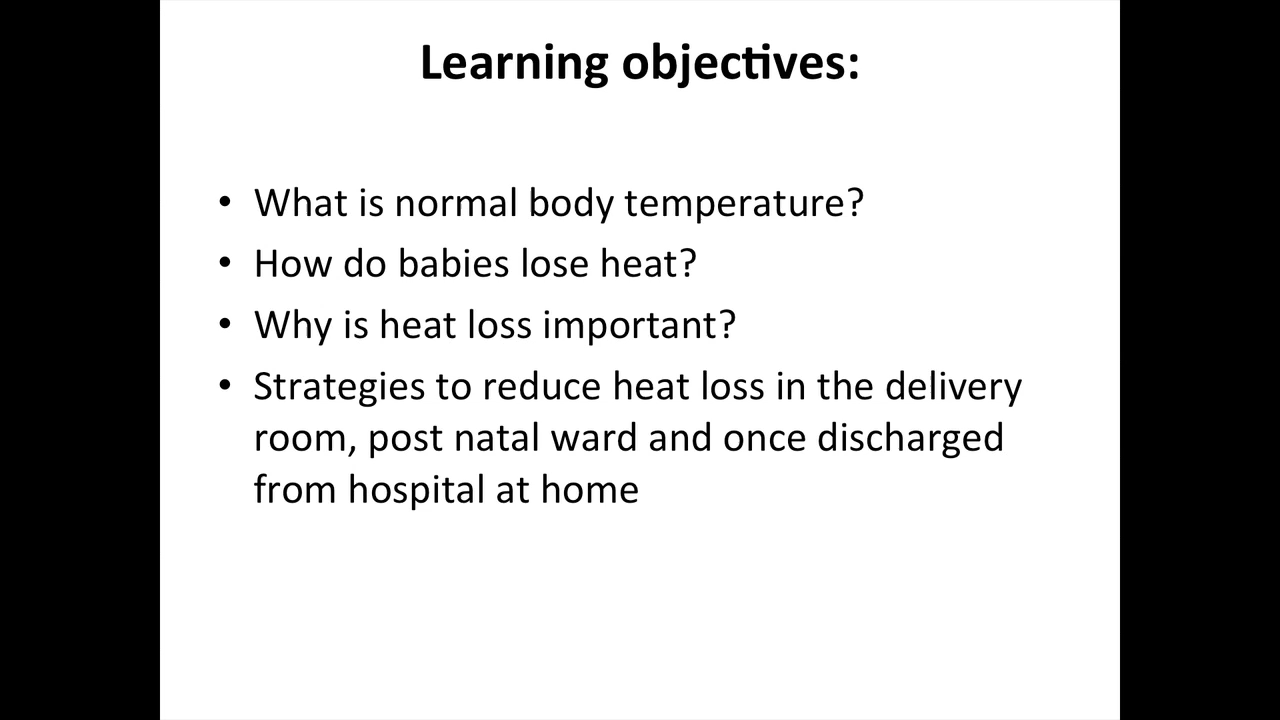 Learning objectives:
• What is normal body temperature?
• How do babies lose heat?
• Why is heat loss important?
• Strategies to reduce heat loss in the delivery
room, post natal ward and once discharged
from hospital at home